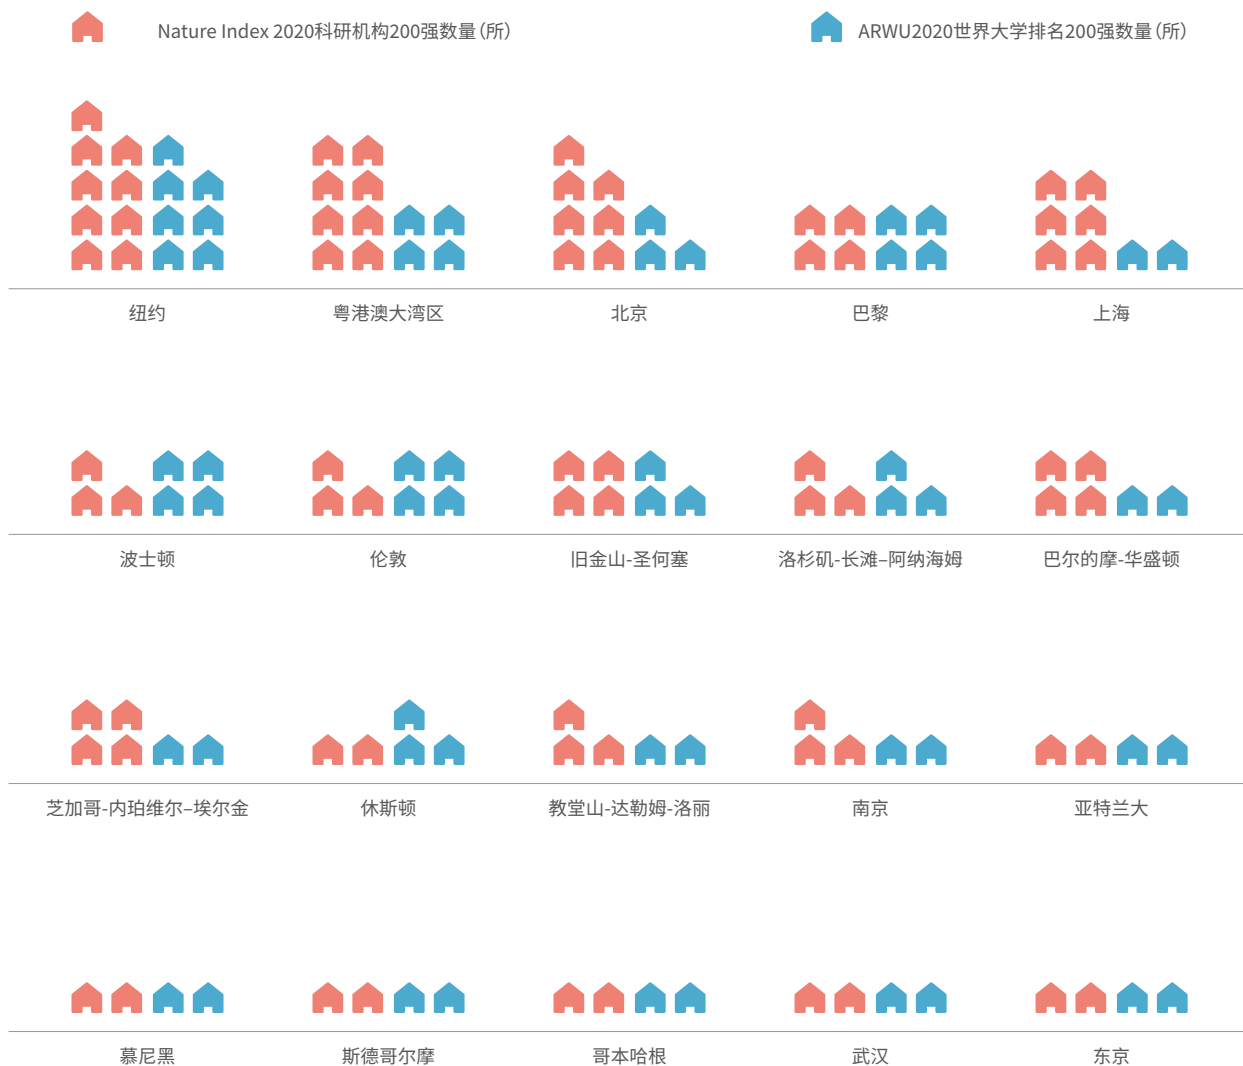 Nature Index 2020科研机构200强数量（所）
ARWU2020世界大学排名200强数量（所）
纽约
粤港澳大湾区
北京
巴黎
上海
波士顿
伦敦
旧金山-圣何塞
洛杉矶-长滩–阿纳海姆
巴尔的摩-华盛顿
芝加哥-内珀维尔–埃尔金
休斯顿
教堂山-达勒姆-洛丽
南京
亚特兰大
慕尼黑
斯德哥尔摩
哥本哈根
武汉
东京